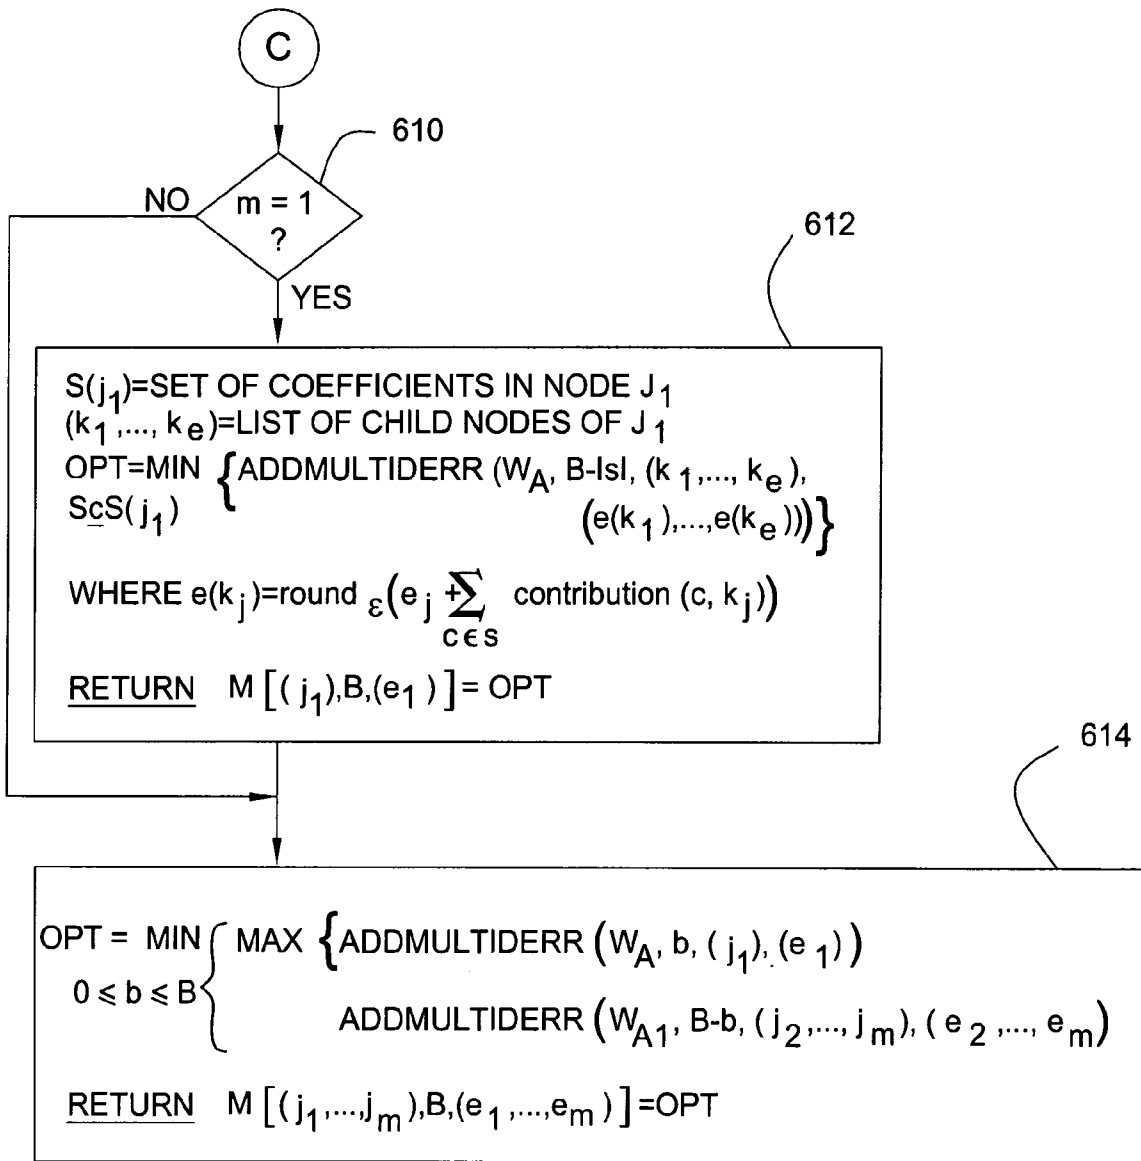 C
610
NO
m = 1
?
YES
612
S(j1)=SET OF COEFFICIENTS IN NODE J1
(k1,..., ke)=LIST OF CHILD NODES OF J1
OPT=MIN {ADDMULTIDERR (WA, B-IsI, (k1,..., ke),
ScS(j1) (e(k1),...,e(ke)))}
WHERE e(kj)=round ε(ej +∑ contribution (c, kj))
C ϵ S
RETURN M [( j1),B,(e1 )] = OPT
614
OPT = MIN { MAX {ADDMULTIDERR (WA, b, ( j1), (e1))
0 ⩽ b ⩽ B
ADDMULTIDERR (WA1, B-b, (j2,..., jm), ( e2 ,..., em)
RETURN M [(j1,...,jm),B,(e1 ,...,em )] =OPT